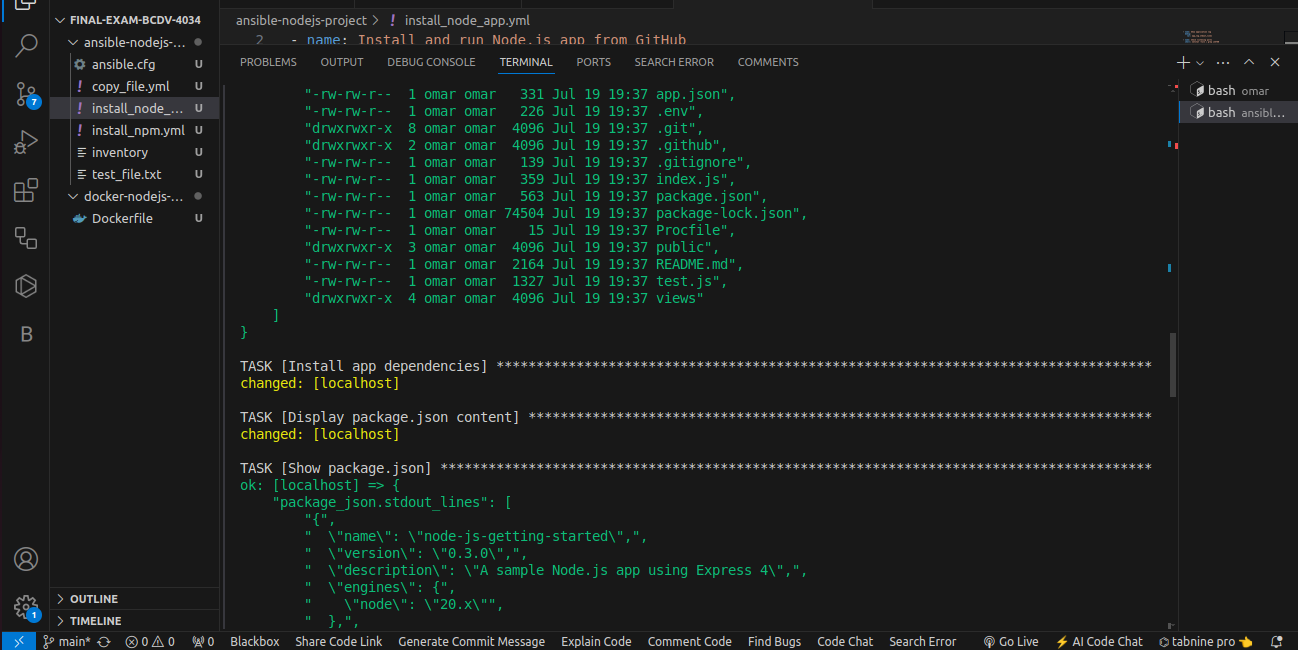 FINAL-EXAM-BCDV-4034
ansible-nodejs-...
ansible.cfg U
! copy_file.yml U
! install_node_... U
! install_npm.yml U
inventory U
test_file.txt U
docker-nodejs-...
Dockerfile U
7
B
1
OUTLINE
TIMELINE
ansible-nodejs-project > ! install_node_app.yml
2 - name: Install and run Node.js app from GitHub
PROBLEMS OUTPUT DEBUG CONSOLE TERMINAL PORTS SEARCH ERROR COMMENTS
bash omar
bash ansibl...
"-rw-rw-r--  1 omar omar   331 Jul 19 19:37 app.json",
"-rw-rw-r--  1 omar omar   226 Jul 19 19:37 .env",
"drwxrwxr-x  8 omar omar  4096 Jul 19 19:37 .git",
"drwxrwxr-x  2 omar omar  4096 Jul 19 19:37 .github",
"-rw-rw-r--  1 omar omar   139 Jul 19 19:37 .gitignore",
"-rw-rw-r--  1 omar omar   359 Jul 19 19:37 index.js",
"-rw-rw-r--  1 omar omar   563 Jul 19 19:37 package.json",
"-rw-rw-r--  1 omar omar 74504 Jul 19 19:37 package-lock.json",
"-rw-rw-r--  1 omar omar    15 Jul 19 19:37 Procfile",
"drwxrwxr-x  3 omar omar  4096 Jul 19 19:37 public",
"-rw-rw-r--  1 omar omar  2164 Jul 19 19:37 README.md",
"-rw-rw-r--  1 omar omar  1327 Jul 19 19:37 test.js",
"drwxrwxr-x  4 omar omar  4096 Jul 19 19:37 views"
]
}
TASK [Install app dependencies] **********************************************************************************
changed: [localhost]
TASK [Display package.json content] ******************************************************************************
changed: [localhost]
TASK [Show package.json] *****************************************************************************************
ok: [localhost] => {
"package_json.stdout_lines": [
"{",
"  \"name\": \"node-js-getting-started\",",
"  \"version\": \"0.3.0\",",
"  \"description\": \"A sample Node.js app using Express 4\",",
"  \"engines\": {",
"    \"node\": \"20.x\"",
"  },",
main* 0 0 0 Blackbox Share Code Link Generate Commit Message Explain Code Comment Code Find Bugs Code Chat Search Error Go Live AI Code Chat tabnine pro